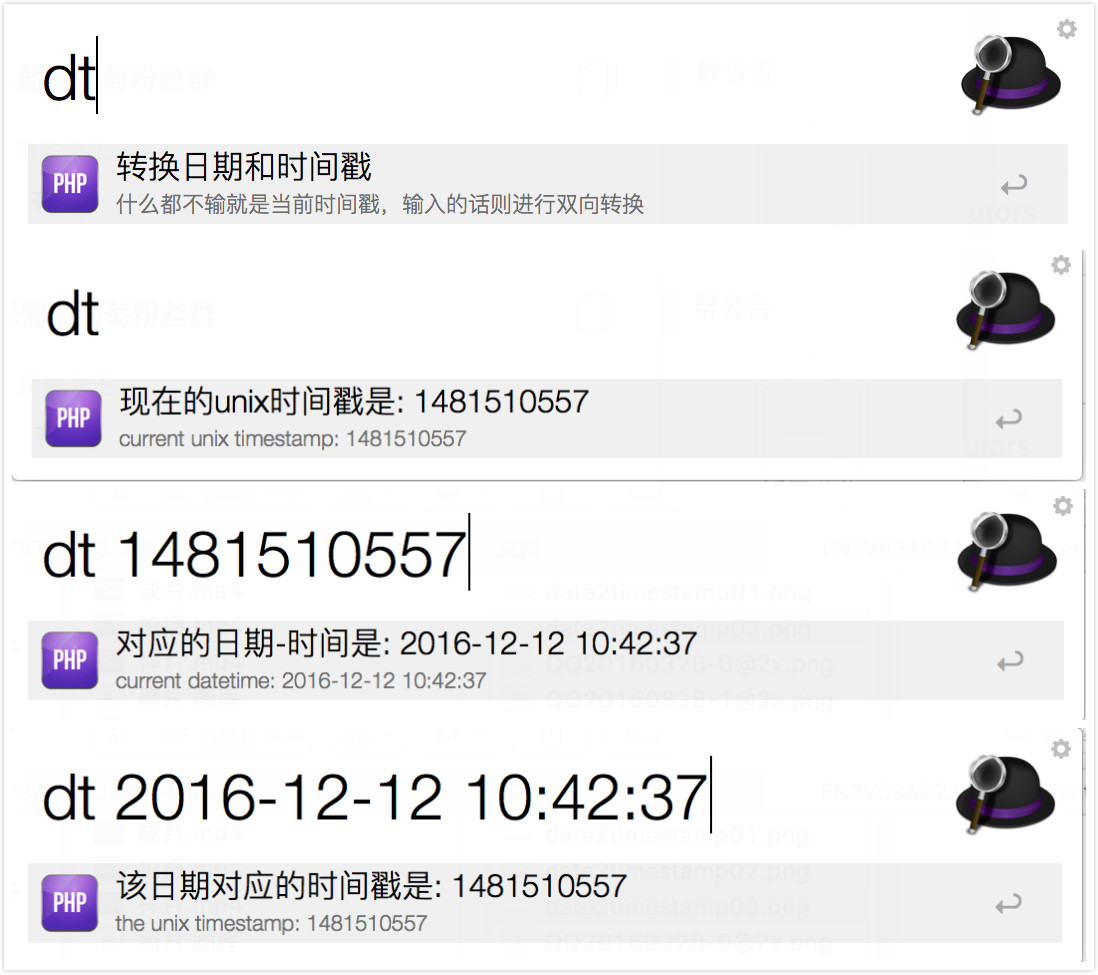 dt
PHP
转换日期和时间戳
什么都不输就是当前时间戳，输入的话则进行双向转换
dt
PHP
现在的unix时间戳是: 1481510557
current unix timestamp: 1481510557
dt 1481510557
PHP
对应的日期-时间是: 2016-12-12 10:42:37
current datetime: 2016-12-12 10:42:37
dt 2016-12-12 10:42:37
PHP
该日期对应的时间戳是: 1481510557
the unix timestamp: 1481510557